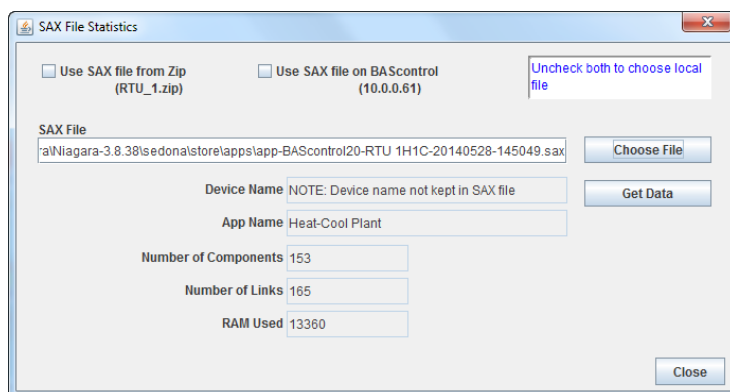 SAX File Statistics
Use SAX file from Zip
(RTU_1.zip)
Use SAX file on BAScontrol
(10.0.0.61)
Uncheck both to choose local
file
SAX File
ra\Niagara-3.8.38\sedona\store\apps\app-BAScontrol20-RTU 1H1C-20140528-145049.sax
Choose File
Device Name NOTE: Device name not kept in SAX file
Get Data
App Name Heat-Cool Plant
Number of Components 153
Number of Links 165
RAM Used 13360
Close